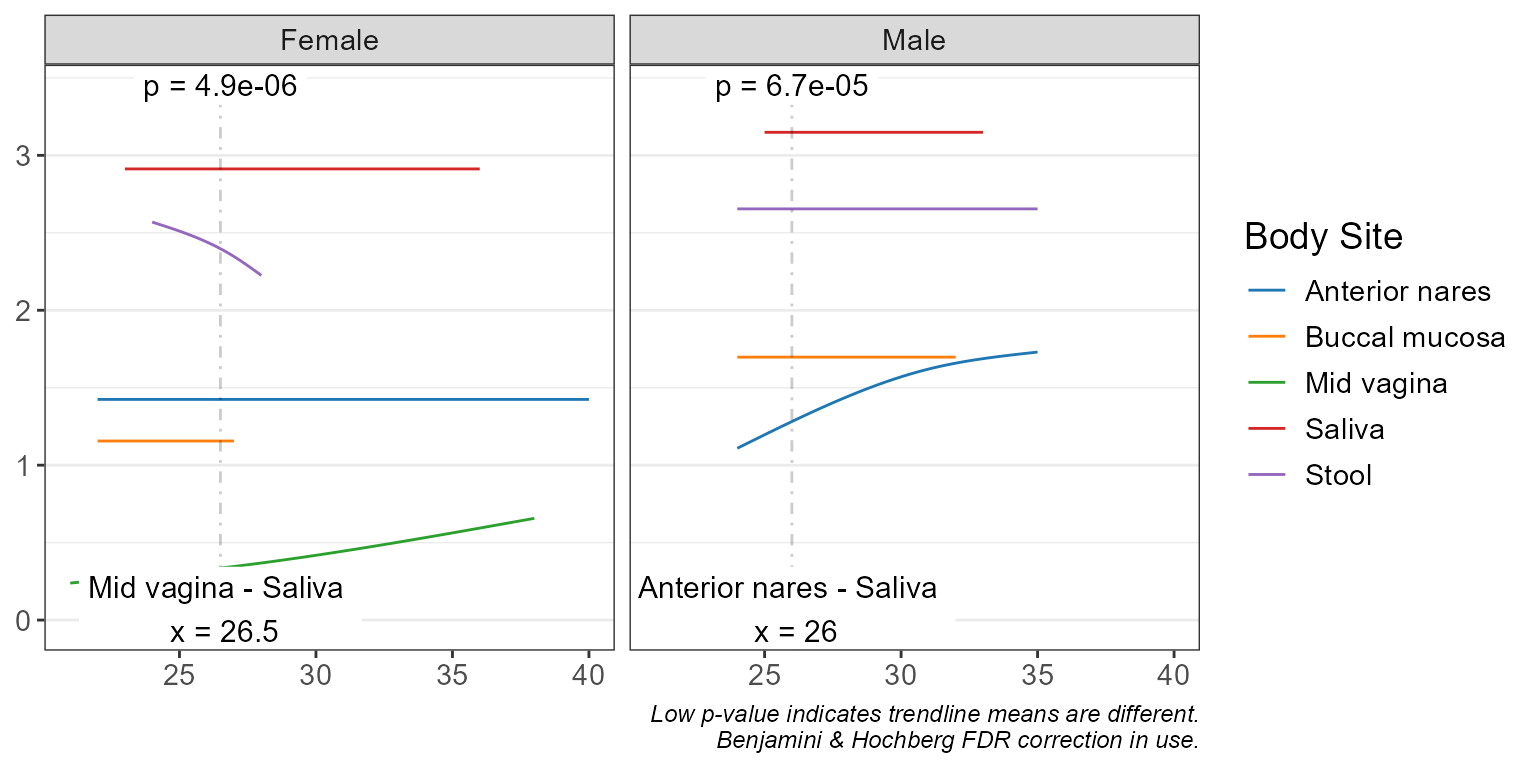 Female
Male
p = 4.9e-06
p = 6.7e-05
3
2
1
0
Mid vagina - Saliva
x = 26.5
Anterior nares - Saliva
x = 26
25
30
35
40
25
30
35
40
Low p-value indicates trendline means are different.
Benjamini & Hochberg FDR correction in use.
Body Site
Anterior nares
Buccal mucosa
Mid vagina
Saliva
Stool